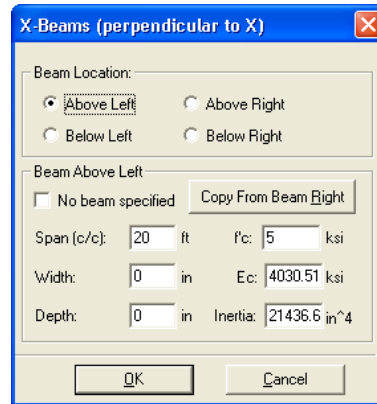 X-Beams (perpendicular to X)
Beam Location:
Above Left Above Right
Below Left Below Right
Beam Above Left
No beam specified Copy From Beam Right
Span (c/c): 20 ft f'c: 5 ksi
Width: 0 in Ec: 4030.51 ksi
Depth: 0 in Inertia: 21436.6 in^4
OK Cancel